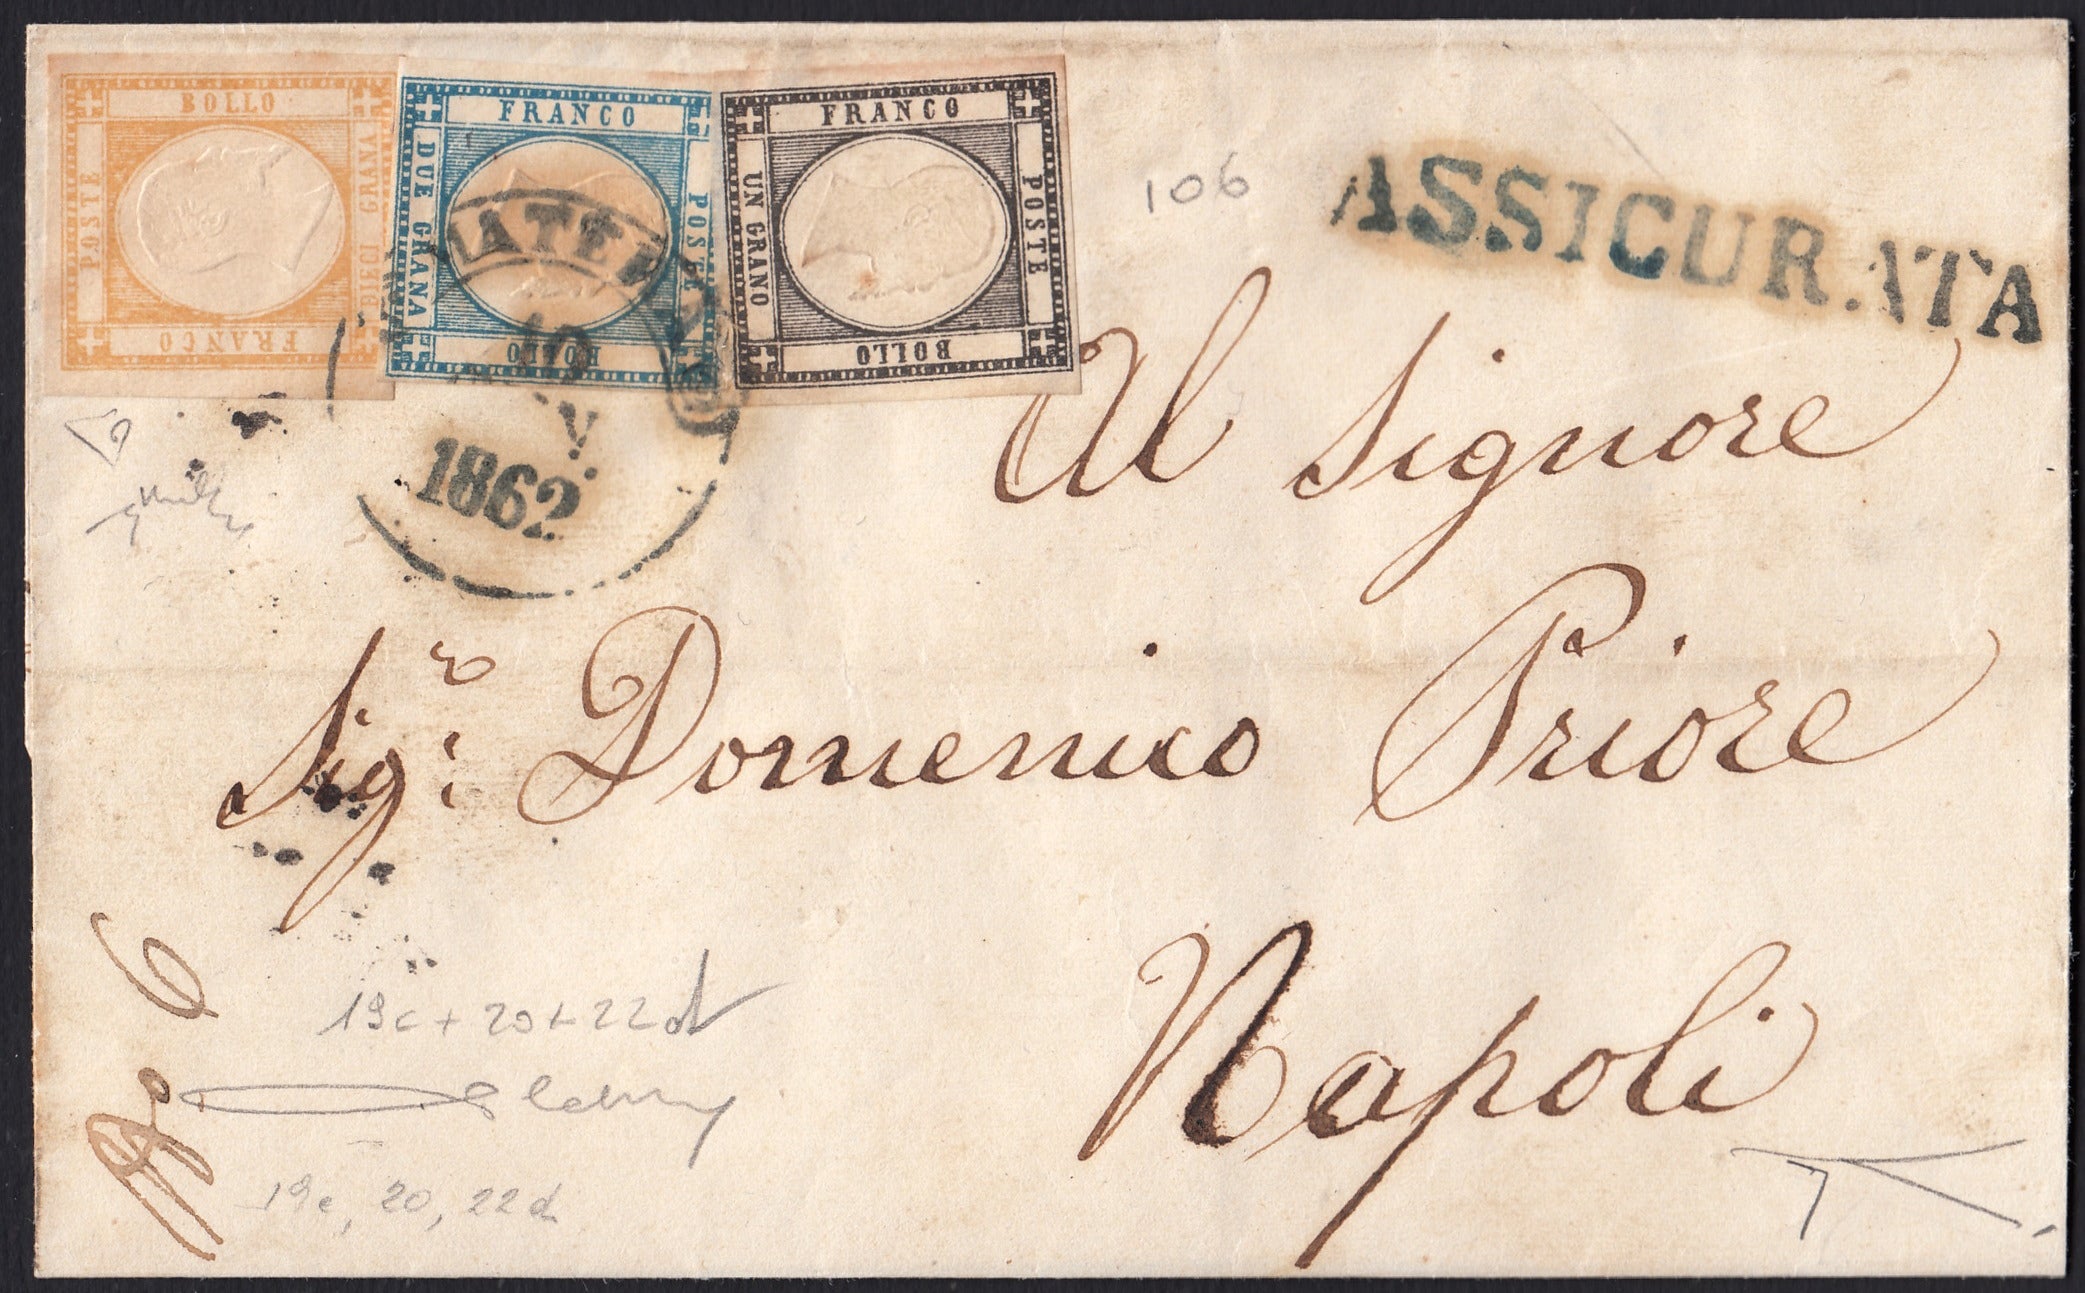 BOLLO
POSTE
DIECI GRANA
FRANCO
FRANCO
DUE GRANA
POSTE
BOLLO
FRANCO
UN GRANO
POSTE
BOLLO
106
ASSICURATA
1862
Al Signore
Sigr. Domenico Priore
Napoli
19c + 20 + 22d
19c, 20, 22d